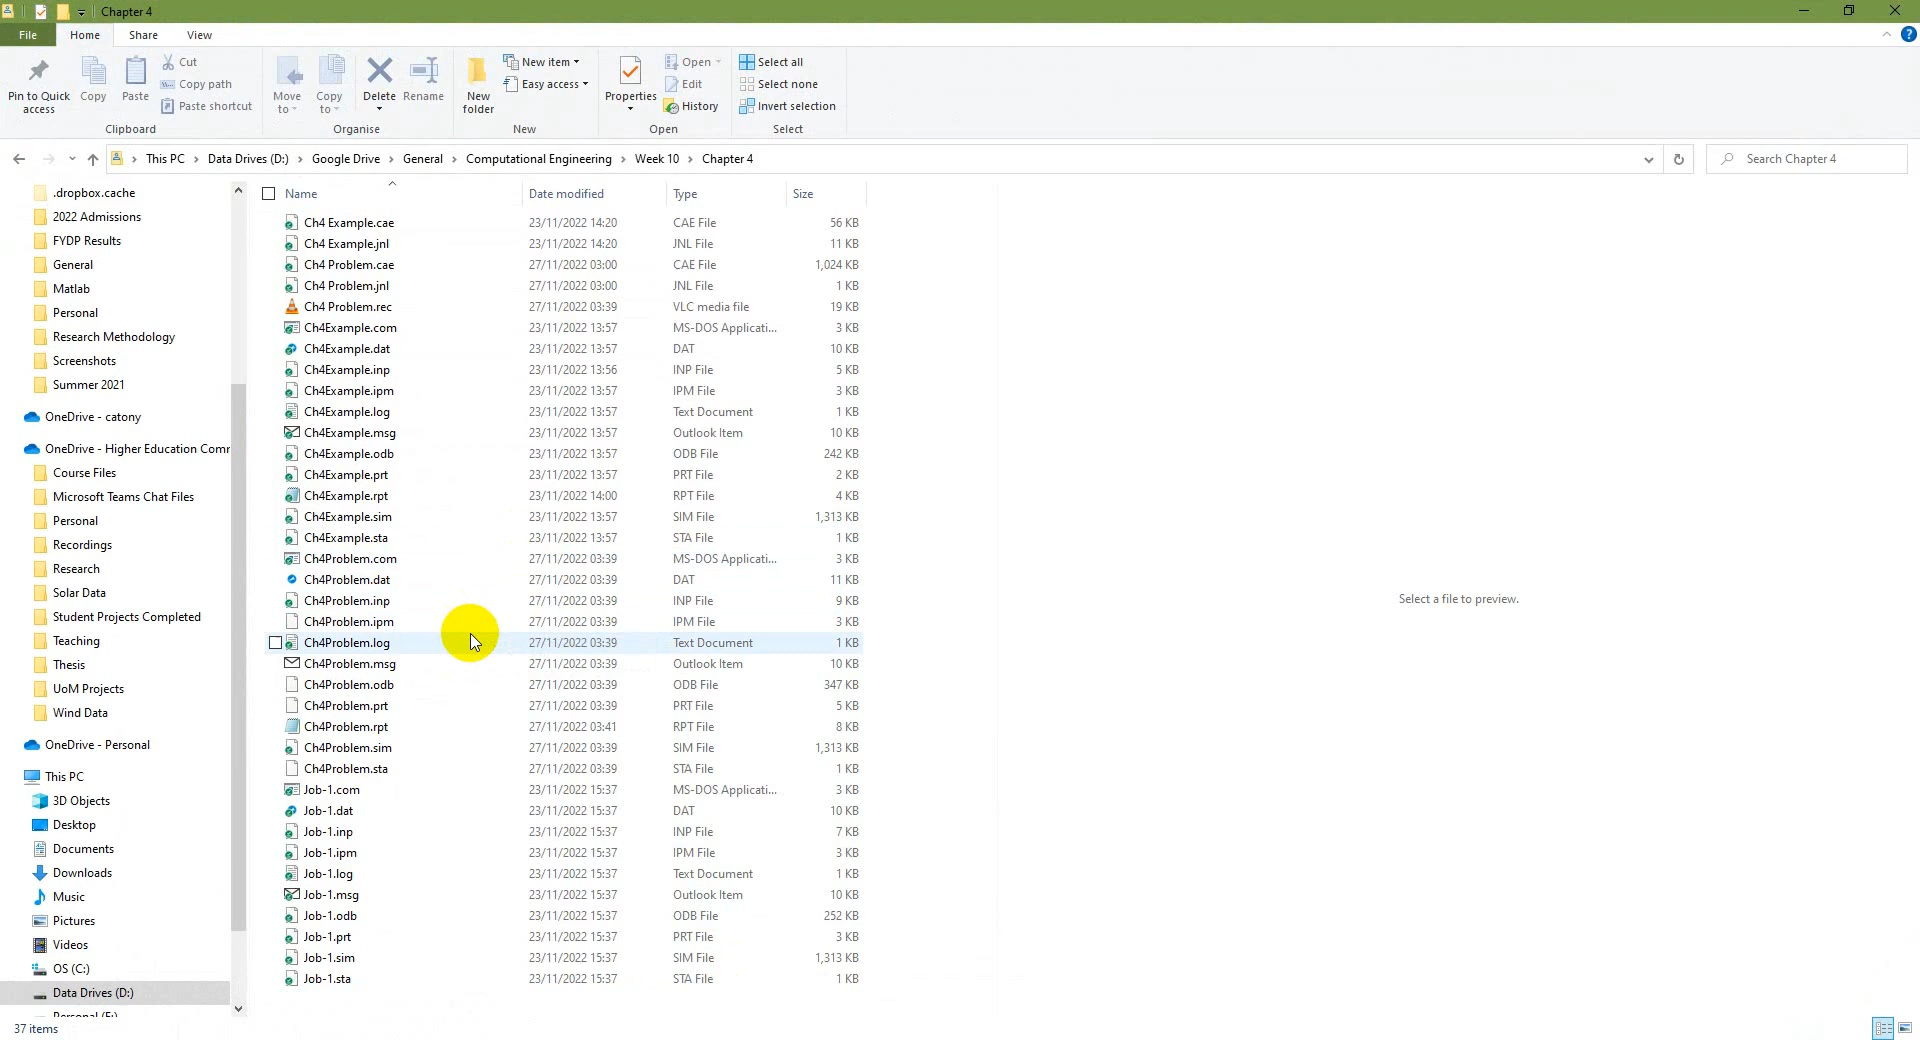 Chapter 4
File Home Share View
Pin to Quick access
Copy
Paste
Cut
Copy path
Paste shortcut
Clipboard
Move to
Copy to
Delete
Rename
Organise
New folder
New item
Easy access
New
Properties
Open
Edit
History
Open
Select all
Select none
Invert selection
Select
This PC > Data Drives (D:) > Google Drive > General > Computational Engineering > Week 10 > Chapter 4
Search Chapter 4
.dropbox.cache
2022 Admissions
FYDP Results
General
Matlab
Personal
Research Methodology
Screenshots
Summer 2021
OneDrive - catony
OneDrive - Higher Education Comr
Course Files
Microsoft Teams Chat Files
Personal
Recordings
Research
Solar Data
Student Projects Completed
Teaching
Thesis
UoM Projects
Wind Data
OneDrive - Personal
This PC
3D Objects
Desktop
Documents
Downloads
Music
Pictures
Videos
OS (C:)
Data Drives (D:)
Name Date modified Type Size
Ch4 Example.cae 23/11/2022 14:20 CAE File 56 KB
Ch4 Example.jnl 23/11/2022 14:20 JNL File 11 KB
Ch4 Problem.cae 27/11/2022 03:00 CAE File 1,024 KB
Ch4 Problem.jnl 27/11/2022 03:00 JNL File 1 KB
Ch4 Problem.rec 27/11/2022 03:39 VLC media file 19 KB
Ch4Example.com 23/11/2022 13:57 MS-DOS Applicati... 3 KB
Ch4Example.dat 23/11/2022 13:57 DAT 10 KB
Ch4Example.inp 23/11/2022 13:56 INP File 5 KB
Ch4Example.ipm 23/11/2022 13:57 IPM File 3 KB
Ch4Example.log 23/11/2022 13:57 Text Document 1 KB
Ch4Example.msg 23/11/2022 13:57 Outlook Item 10 KB
Ch4Example.odb 23/11/2022 13:57 ODB File 242 KB
Ch4Example.prt 23/11/2022 13:57 PRT File 2 KB
Ch4Example.rpt 23/11/2022 14:00 RPT File 4 KB
Ch4Example.sim 23/11/2022 13:57 SIM File 1,313 KB
Ch4Example.sta 23/11/2022 13:57 STA File 1 KB
Ch4Problem.com 27/11/2022 03:39 MS-DOS Applicati... 3 KB
Ch4Problem.dat 27/11/2022 03:39 DAT 11 KB
Ch4Problem.inp 27/11/2022 03:39 INP File 9 KB
Ch4Problem.ipm 27/11/2022 03:39 IPM File 3 KB
Ch4Problem.log 27/11/2022 03:39 Text Document 1 KB
Ch4Problem.msg 27/11/2022 03:39 Outlook Item 10 KB
Ch4Problem.odb 27/11/2022 03:39 ODB File 347 KB
Ch4Problem.prt 27/11/2022 03:39 PRT File 5 KB
Ch4Problem.rpt 27/11/2022 03:41 RPT File 8 KB
Ch4Problem.sim 27/11/2022 03:39 SIM File 1,313 KB
Ch4Problem.sta 27/11/2022 03:39 STA File 1 KB
Job-1.com 23/11/2022 15:37 MS-DOS Applicati... 3 KB
Job-1.dat 23/11/2022 15:37 DAT 10 KB
Job-1.inp 23/11/2022 15:37 INP File 7 KB
Job-1.ipm 23/11/2022 15:37 IPM File 3 KB
Job-1.log 23/11/2022 15:37 Text Document 1 KB
Job-1.msg 23/11/2022 15:37 Outlook Item 10 KB
Job-1.odb 23/11/2022 15:37 ODB File 252 KB
Job-1.prt 23/11/2022 15:37 PRT File 3 KB
Job-1.sim 23/11/2022 15:37 SIM File 1,313 KB
Job-1.sta 23/11/2022 15:37 STA File 1 KB
Select a file to preview.
37 items